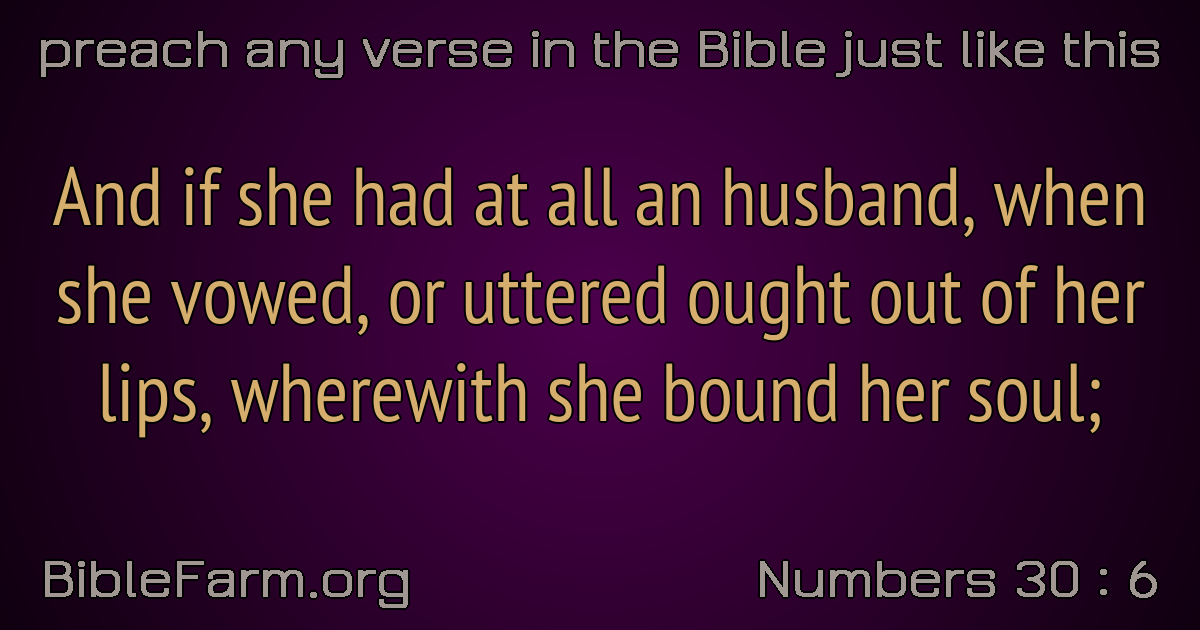 preach any verse in the Bible just like this
And if she had at all an husband, when
she vowed, or uttered ought out of her
lips, wherewith she bound her soul;
BibleFarm.org
Numbers 30 : 6